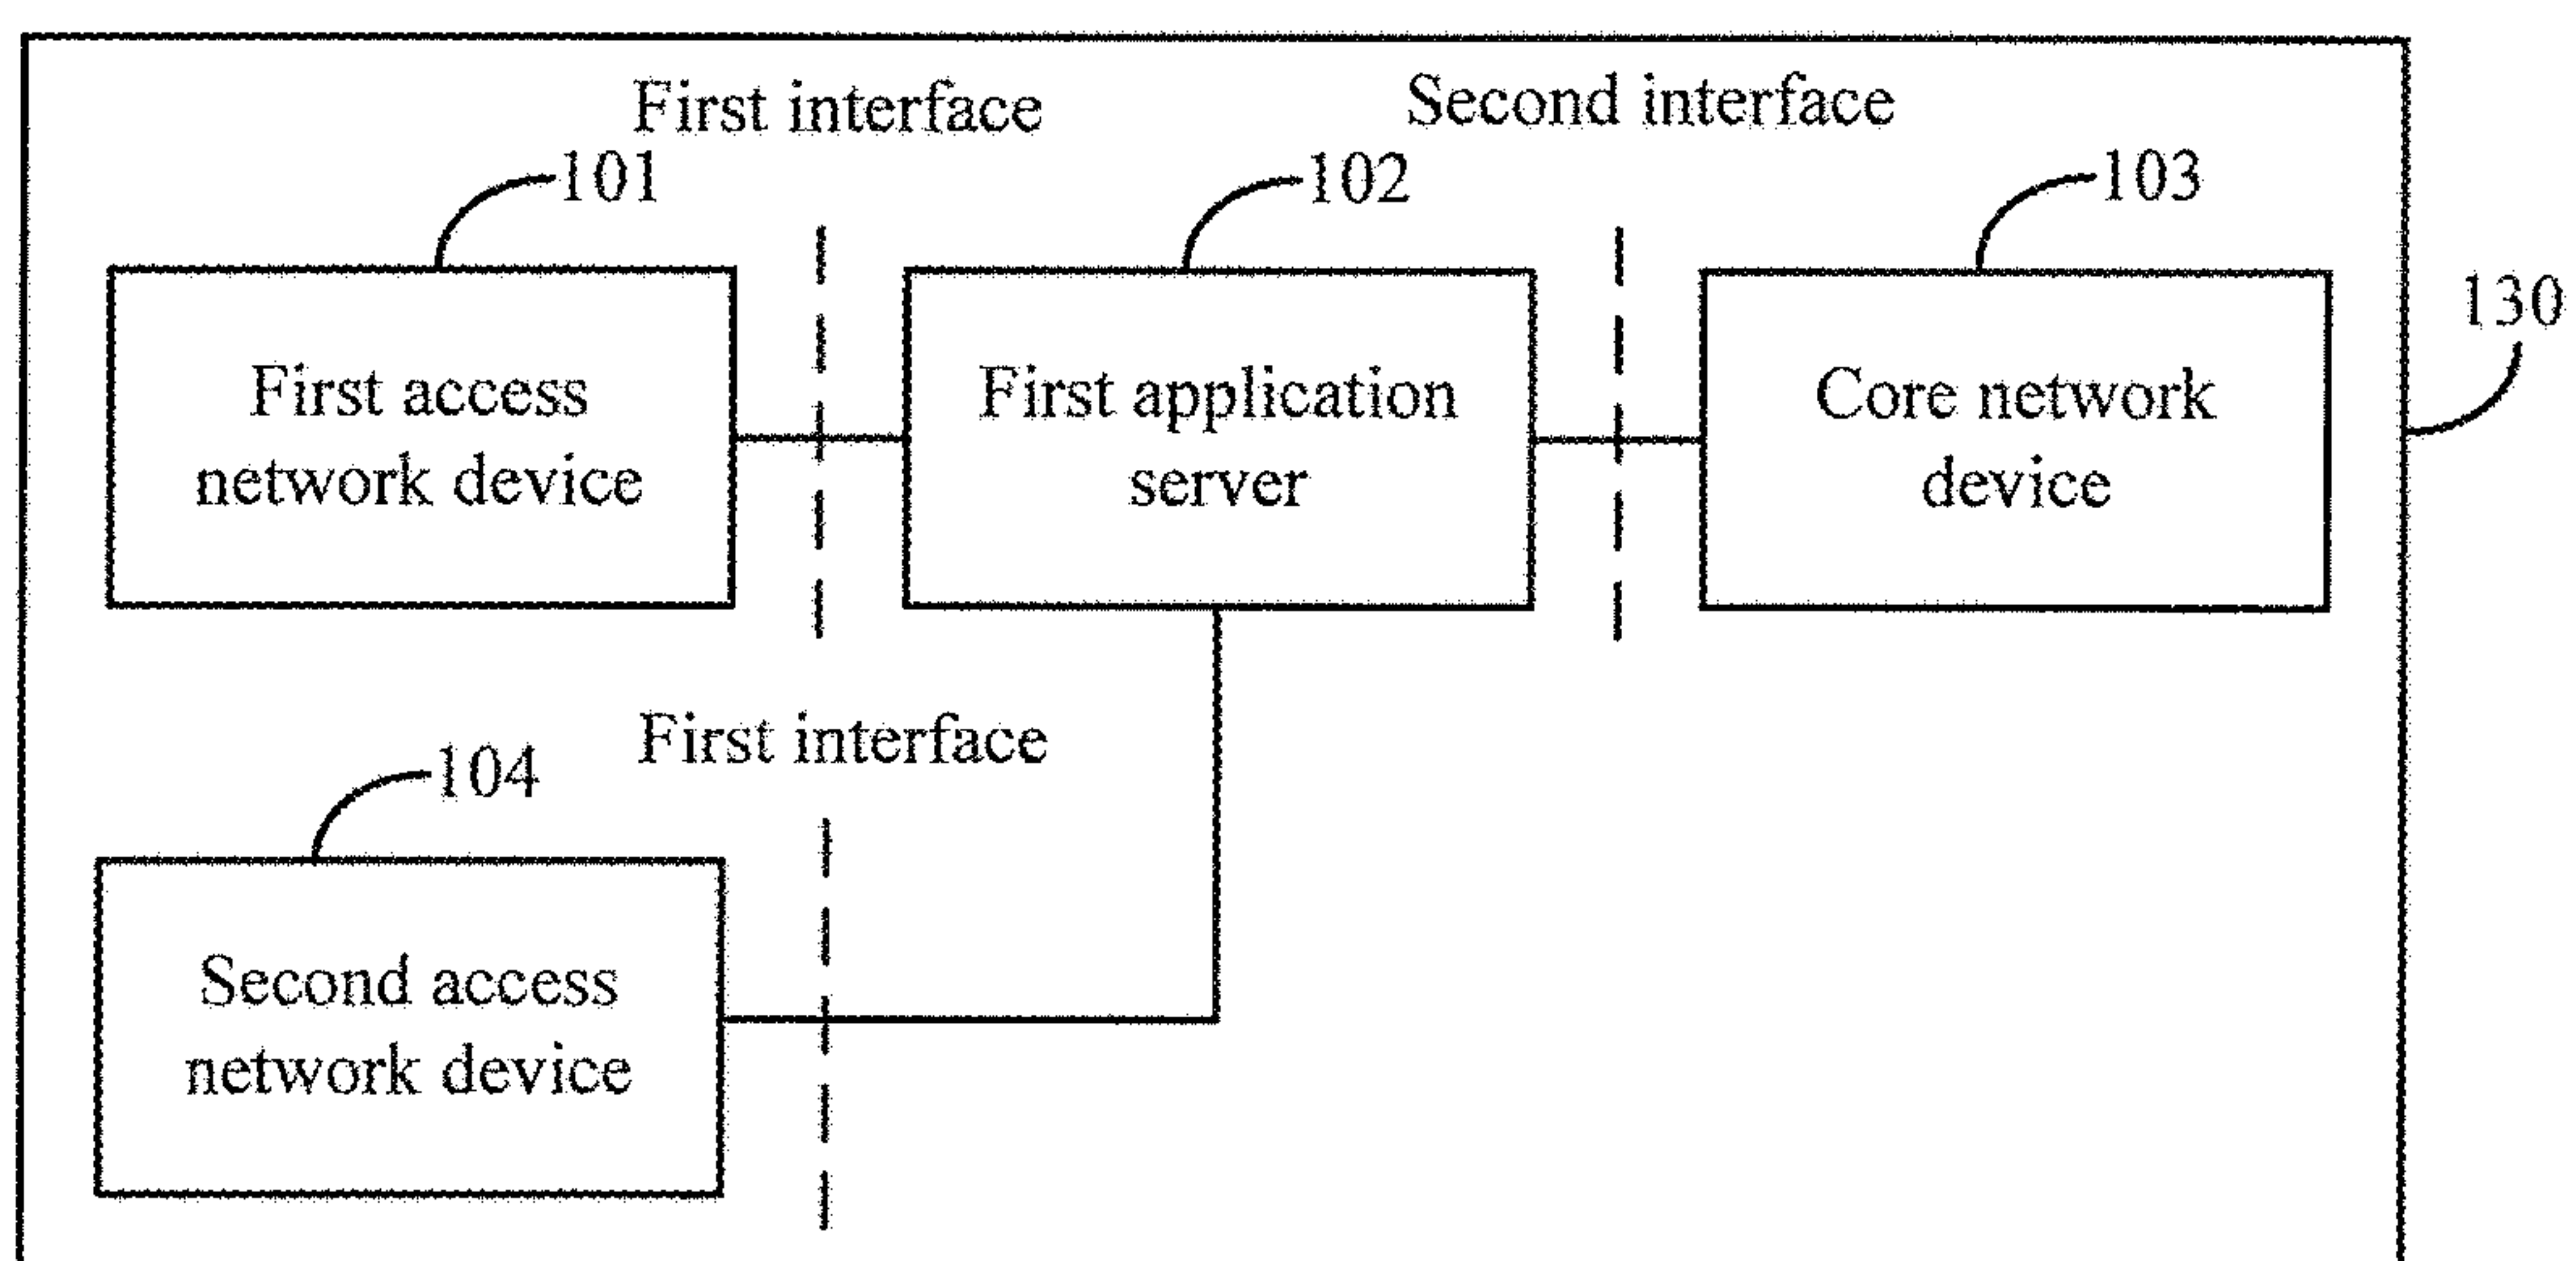 First interface
Second interface
101
102
103
130
First access
network device
First application
server
Core network
device
First interface
104
Second access
network device